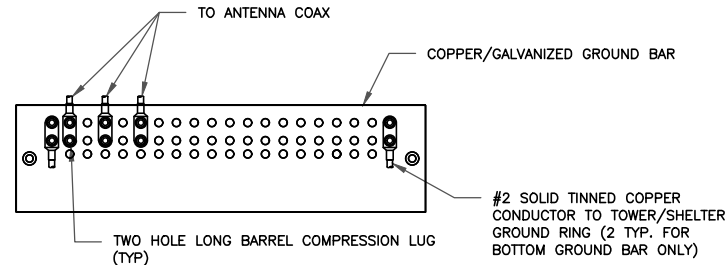 TO ANTENNA COAX
COPPER/GALVANIZED GROUND BAR
#2 SOLID TINNED COPPER
CONDUCTOR TO TOWER/SHELTER
GROUND RING (2 TYP. FOR
BOTTOM GROUND BAR ONLY)
TWO HOLE LONG BARREL COMPRESSION LUG
(TYP)